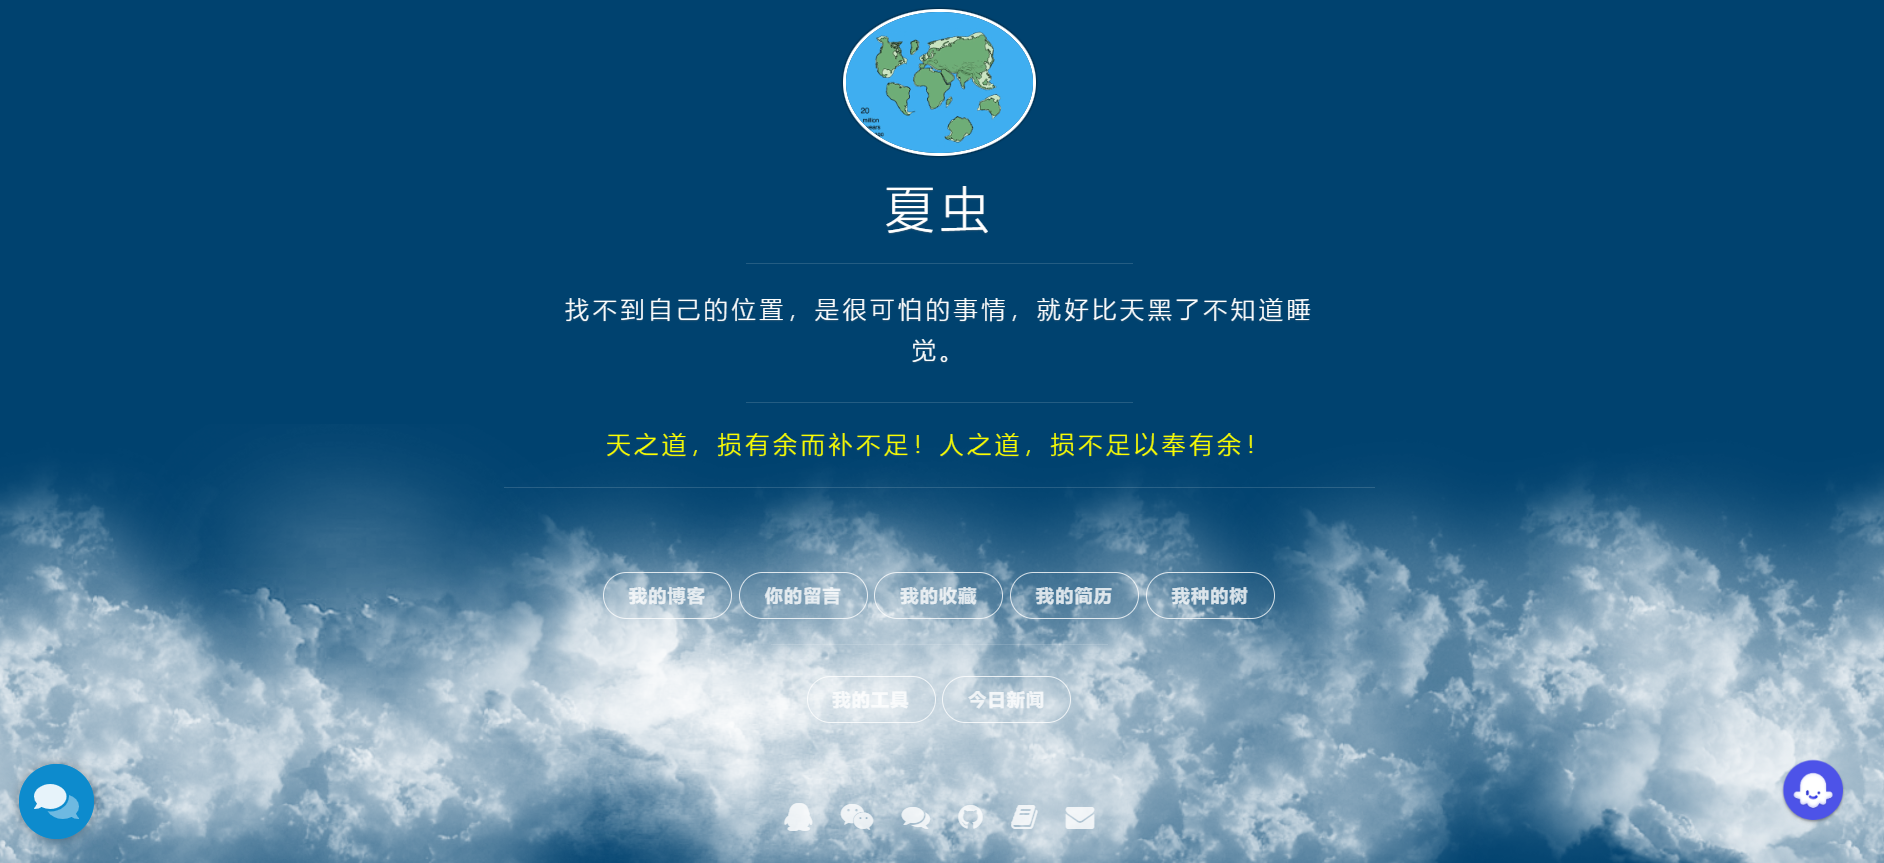 20
million
years
夏虫
找不到自己的位置，是很可怕的事情，就好比天黑了不知道睡
觉。
天之道，损有余而补不足！人之道，损不足以奉有余！
我的博客 你的留言 我的收藏 我的简历 我种的树
我的工具 今日新闻